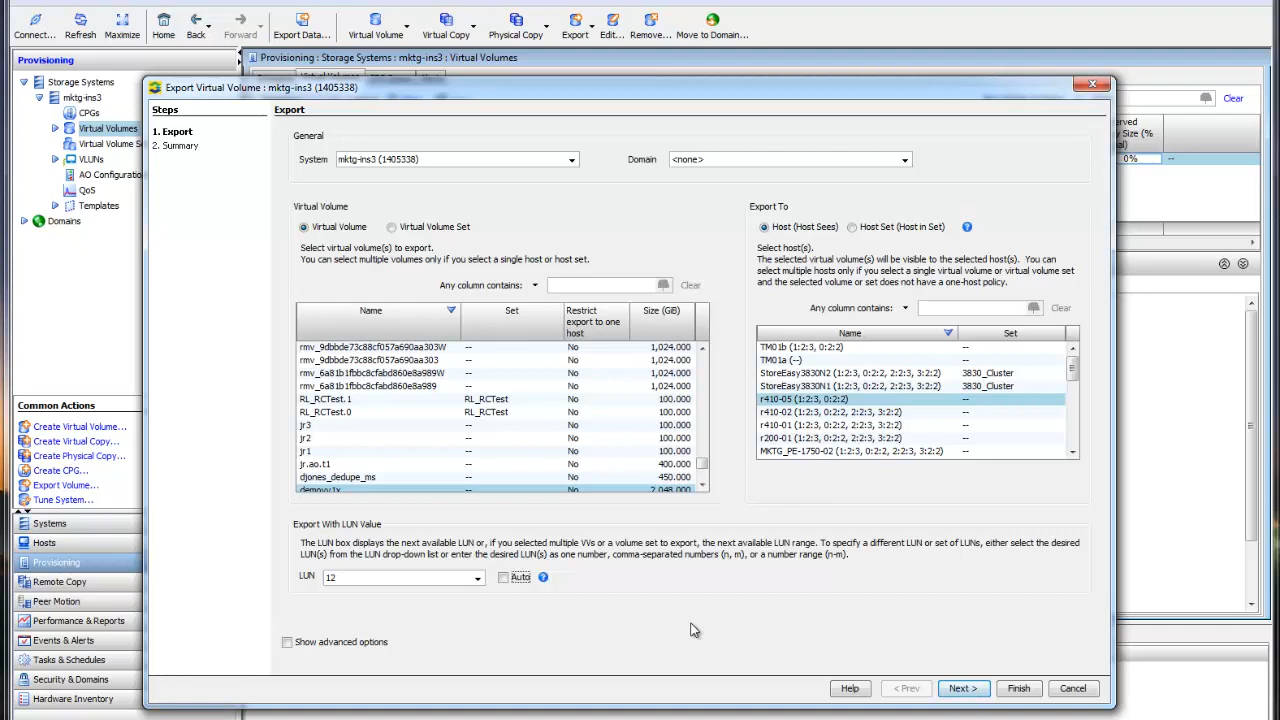 Connect... Refresh Maximize Home Back Forward Export Data... Virtual Volume Virtual Copy Physical Copy Export Edit... Remove... Move to Domain...
Provisioning
Provisioning : Storage Systems : mktg-ins3 : Virtual Volumes
Storage Systems
mktg-ins3
CPGs
Virtual Volumes
Virtual Volume S
VLUNs
AO Configuratio
QoS
Templates
Domains
Clear
erved
y Size (%
al)
0% --
Export Virtual Volume : mktg-ins3 (1405338)
Steps
1. Export
2. Summary
Export
General
System mktg-ins3 (1405338) Domain <none>
Virtual Volume
Virtual Volume Virtual Volume Set
Select virtual volume(s) to export.
You can select multiple volumes only if you select a single host or host set.
Any column contains: Clear
Name Set Restrict export to one host Size (GiB)
rmv_9dbbde73c88cf057a690aa303W -- No 1,024.000
rmv_9dbbde73c88cf057a690aa303 -- No 1,024.000
rmv_6a81b1fbbc8cfabd860e8a989W -- No 1,024.000
rmv_6a81b1fbbc8cfabd860e8a989 -- No 1,024.000
RL_RCTest.1 RL_RCTest No 100.000
RL_RCTest.0 RL_RCTest No 100.000
jr3 -- No 100.000
jr2 -- No 100.000
jr1 -- No 100.000
jr.ao.t1 -- No 400.000
djones_dedupe_ms -- No 450.000
-- No 2,048.000
Export To
Host (Host Sees) Host Set (Host in Set)
Select host(s).
The selected virtual volume(s) will be visible to the selected host(s). You can
select multiple hosts only if you select a single virtual volume or virtual volume set
and the selected volume or set does not have a one-host policy.
Any column contains: Clear
Name Set
TM01b (1:2:3, 0:2:2) --
TM01a (--) --
StoreEasy3830N2 (1:2:3, 0:2:2, 2:2:3, 3:2:2) 3830_Cluster
StoreEasy3830N1 (1:2:3, 0:2:2, 2:2:3, 3:2:2) 3830_Cluster
r410-05 (1:2:3, 0:2:2) --
r410-02 (1:2:3, 0:2:2, 2:2:3, 3:2:2) --
r410-01 (1:2:3, 0:2:2, 2:2:3, 3:2:2) --
r200-01 (1:2:3, 0:2:2, 2:2:3, 3:2:2) --
MKTG_PE-1750-02 (1:2:3, 0:2:2, 2:2:3, 3:2:2) --
Export With LUN Value
The LUN box displays the next available LUN or, if you selected multiple VVs or a volume set to export, the next available LUN range. To specify a different LUN or set of LUNs, either select the desired
LUN(s) from the LUN drop-down list or enter the desired LUN(s) as one number, comma-separated numbers (n, m), or a number range (n-m).
LUN 12 Auto
Show advanced options
Help < Prev Next > Finish Cancel
Common Actions
Create Virtual Volume...
Create Virtual Copy...
Create Physical Copy...
Create CPG...
Export Volume...
Tune System...
Systems
Hosts
Provisioning
Remote Copy
Peer Motion
Performance & Reports
Events & Alerts
Tasks & Schedules
Security & Domains
Hardware Inventory